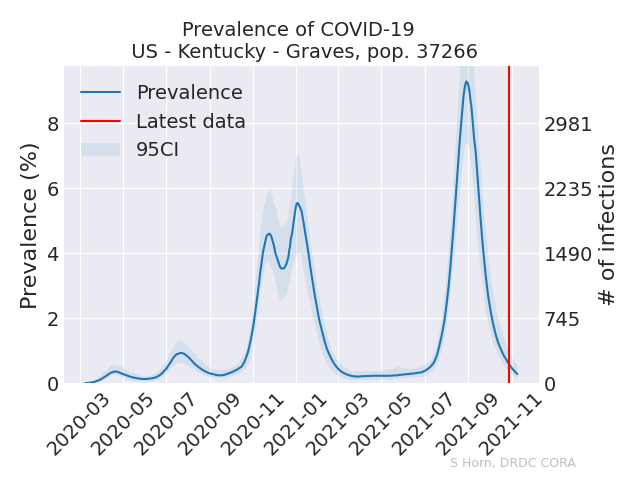 Prevalence of COVID-19
US - Kentucky - Graves, pop. 37266
Prevalence
Latest data
95CI
Prevalence (%)
8
6
4
2
0
2981
2235
1490
745
0
# of infections
2020-03
2020-05
2020-07
2020-09
2020-11
2021-01
2021-03
2021-05
2021-07
2021-09
2021-11
S Horn, DRDC CORA